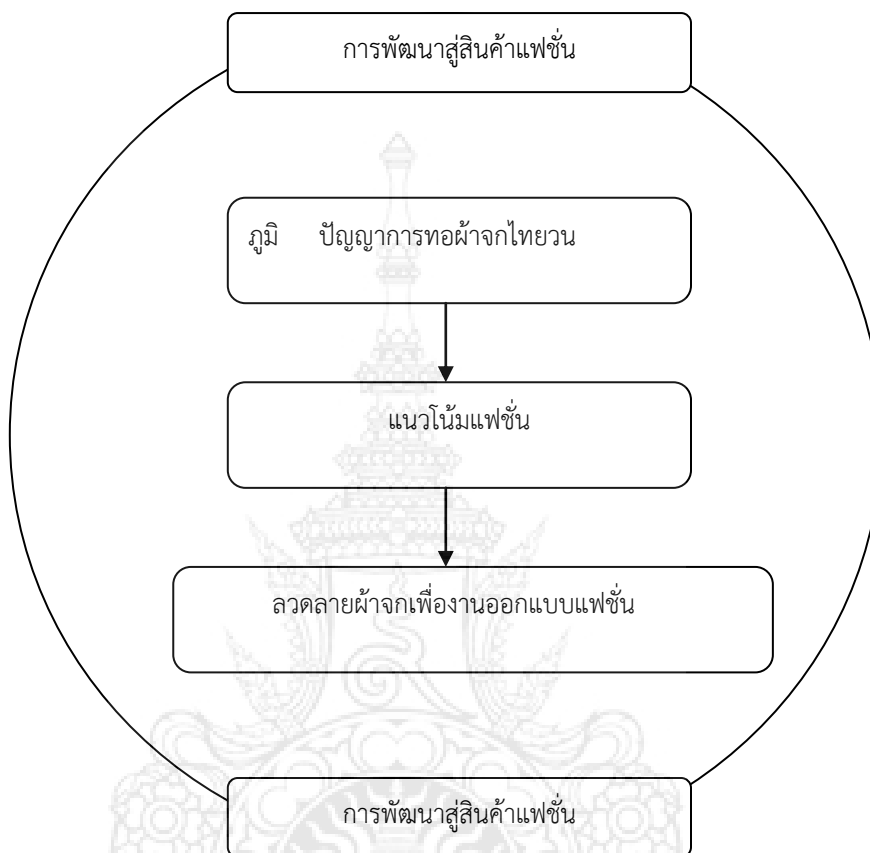 การพัฒนาสู่สินค้าแฟชั่น
ภูมิ ปัญญาการทอผ้าจกไทยวน
แนวโน้มแฟชั่น
ลวดลายผ้าจกเพื่องานออกแบบแฟชั่น
การพัฒนาสู่สินค้าแฟชั่น